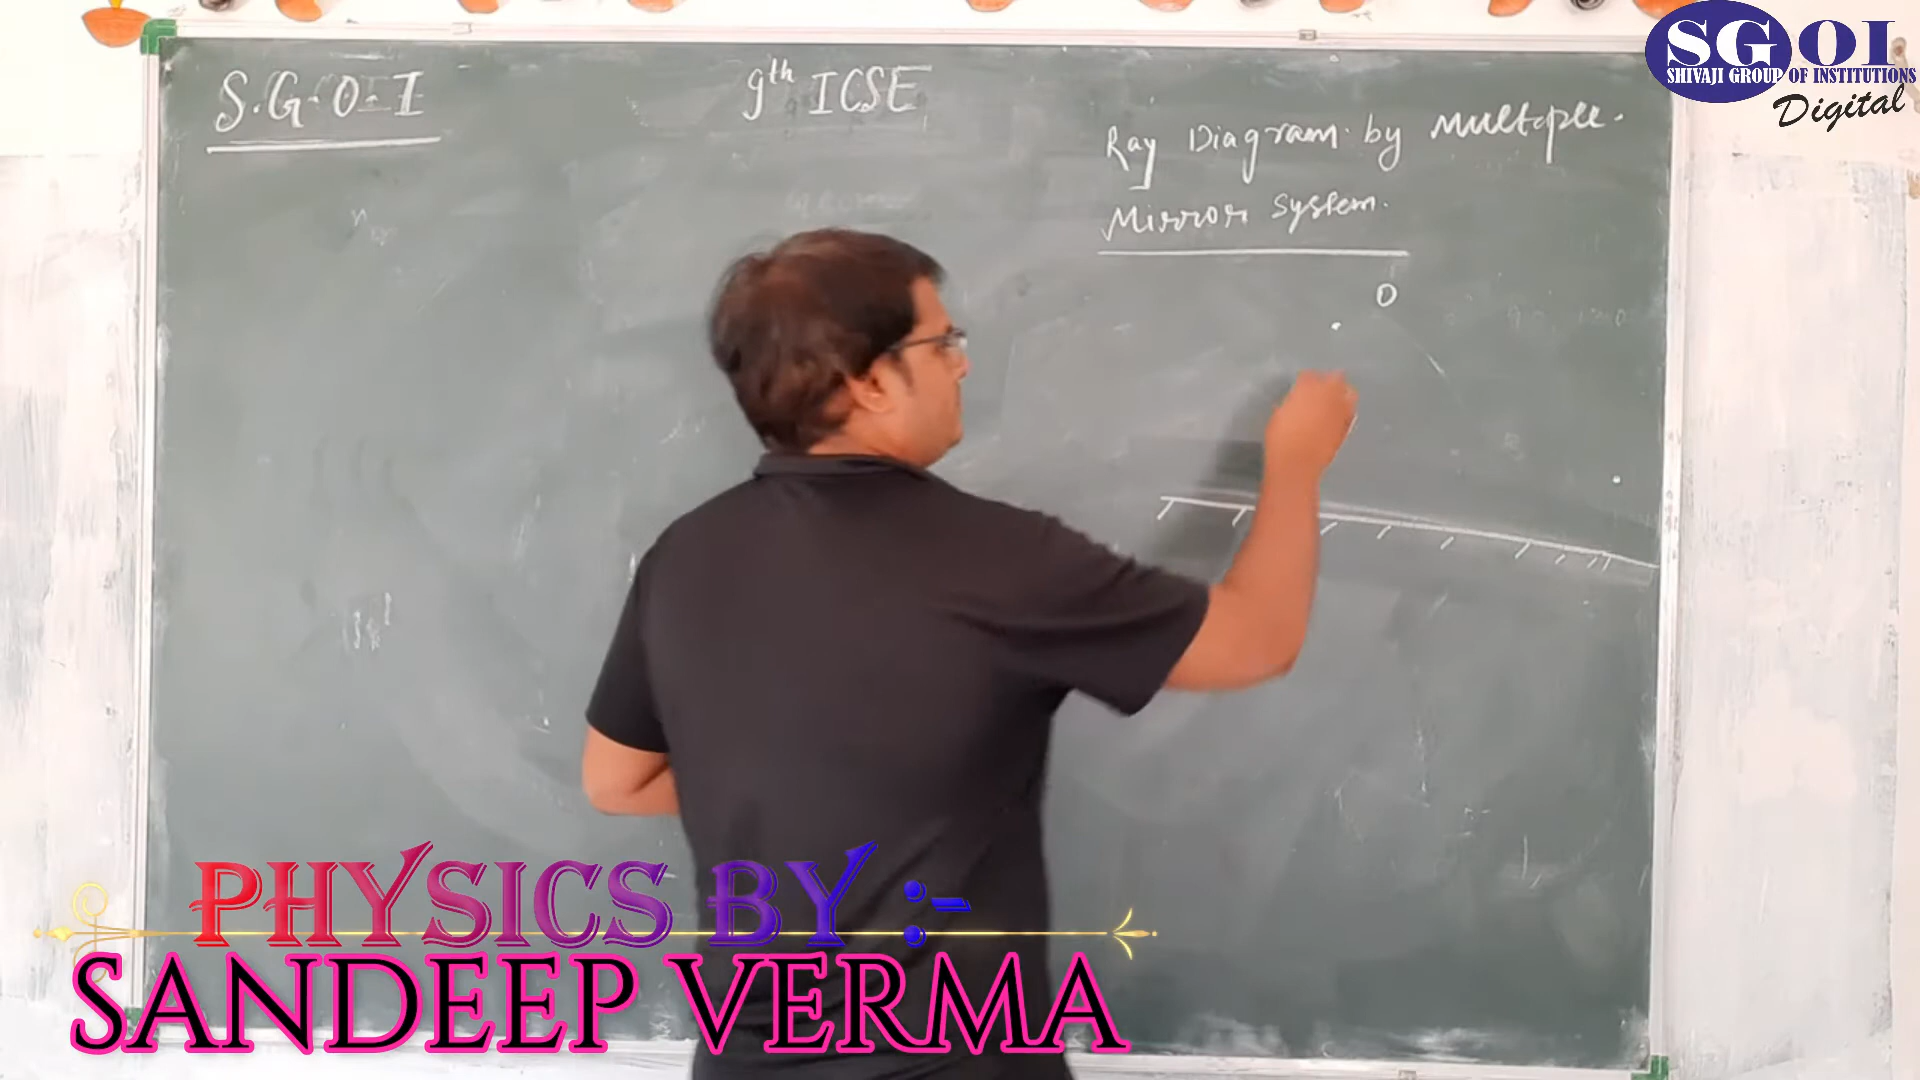 S.G.O.I
9th ICSE
Ray Diagram by Multiple.
Mirror System.
O
SGOI
SHIVAJI GROUP OF INSTITUTIONS
Digital
PHYSICS BY :-
SANDEEP VERMA